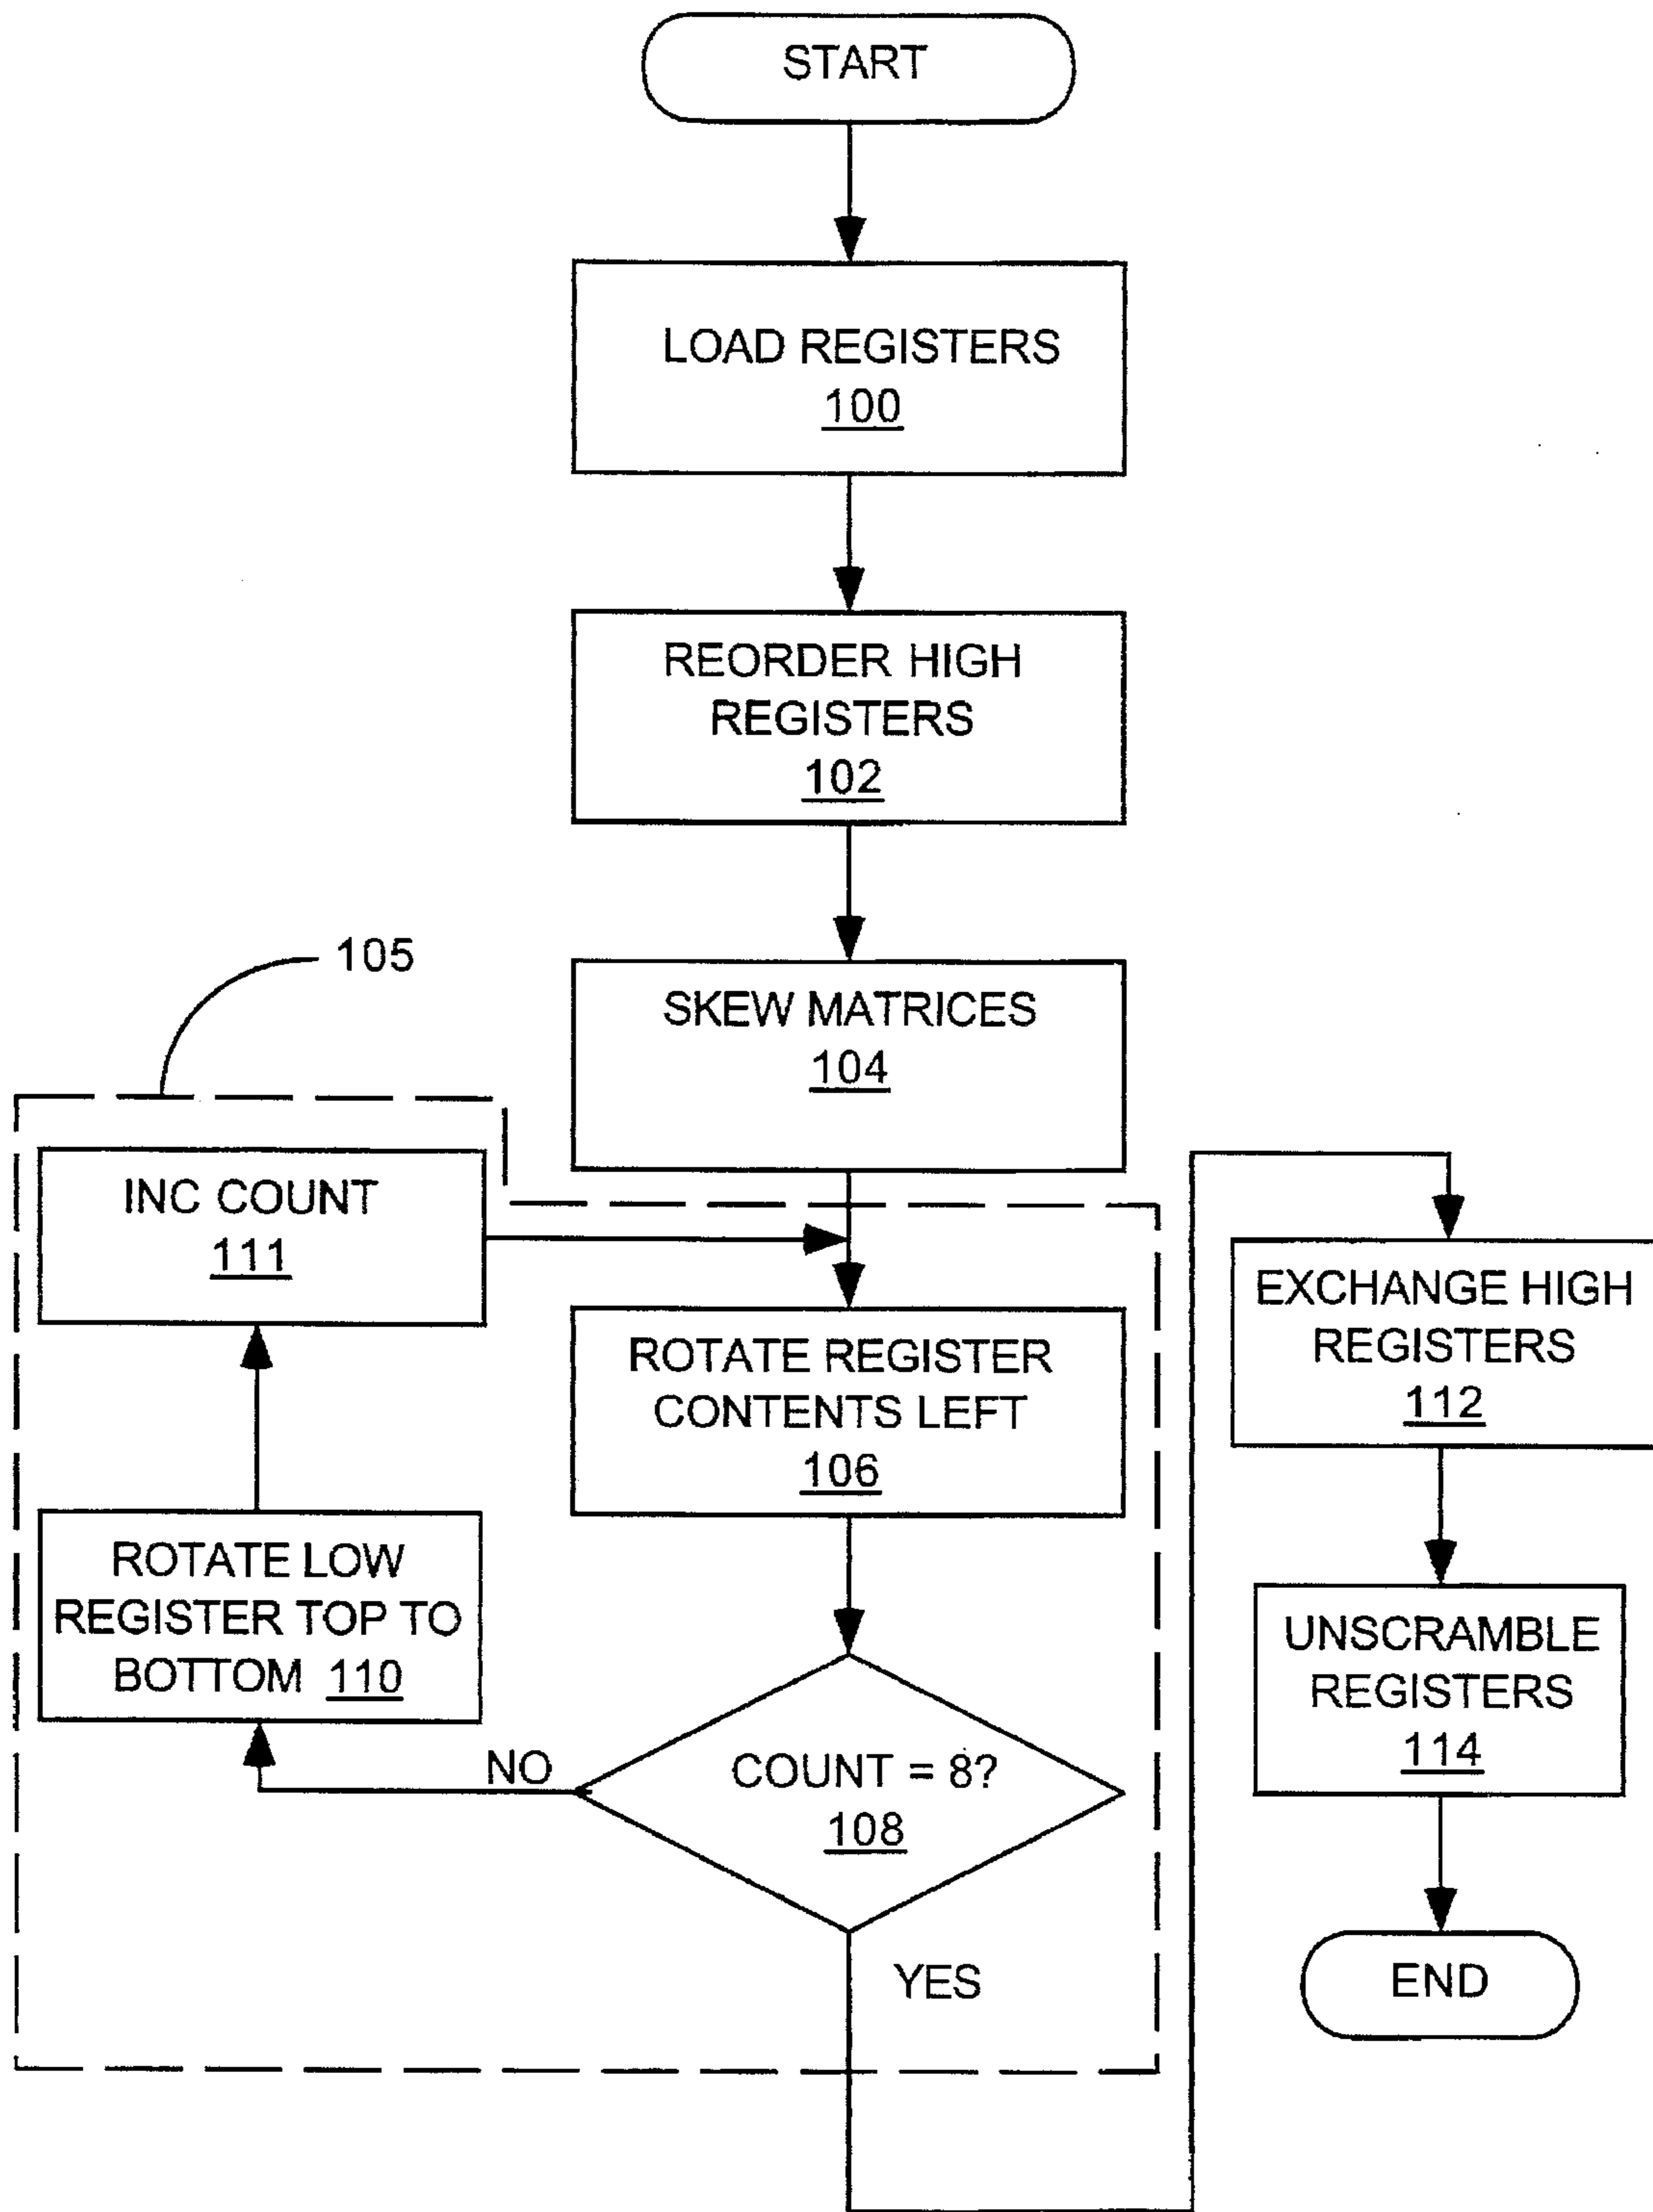 START
LOAD REGISTERS
100
REORDER HIGH
REGISTERS
102
105
SKEW MATRICES
104
INC COUNT
111
ROTATE REGISTER
CONTENTS LEFT
106
ROTATE LOW
REGISTER TOP TO
BOTTOM 110
NO
COUNT = 8?
108
YES
EXCHANGE HIGH
REGISTERS
112
UNSCRAMBLE
REGISTERS
114
END